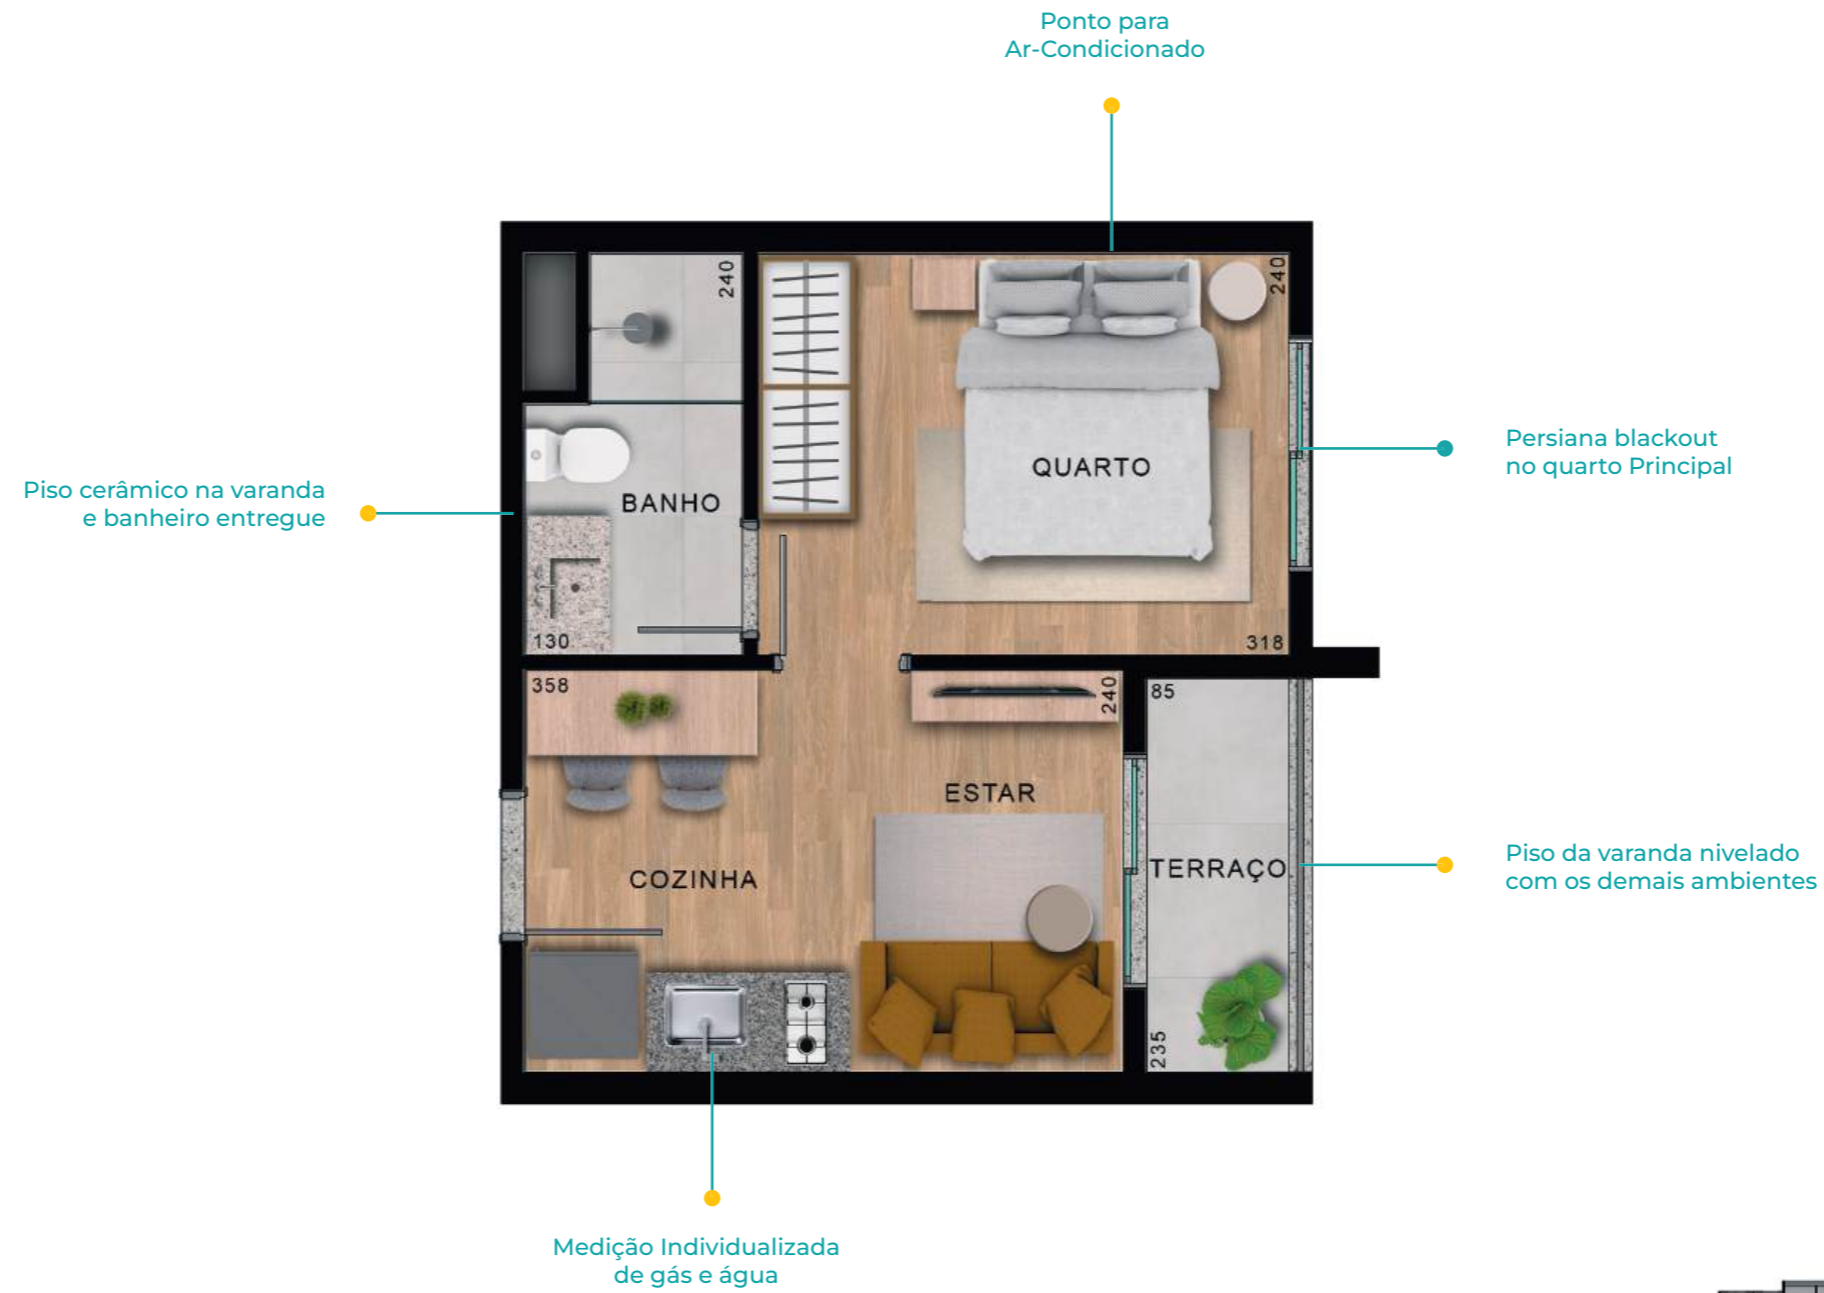 Ponto para
Ar-Condicionado
240
240
Persiana blackout
no quarto Principal
QUARTO
Piso cerâmico na varanda
e banheiro entregue
BANHO
130
318
358
240
85
ESTAR
Piso da varanda nivelado
com os demais ambientes
TERRAÇO
COZINHA
235
Medição Individualizada
de gás e água